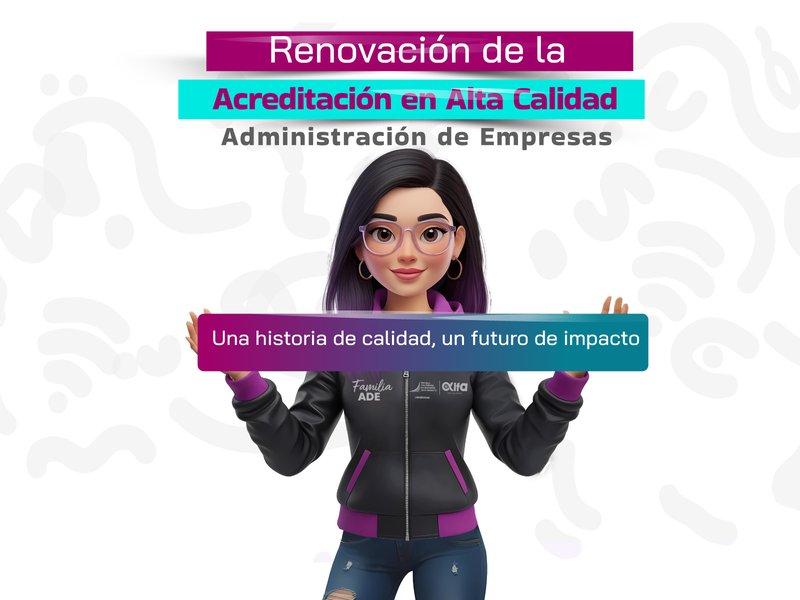 Renovación de la
Acreditación en Alta Calidad
Administración de Empresas
Una historia de calidad, un futuro de impacto
Familia
ADE